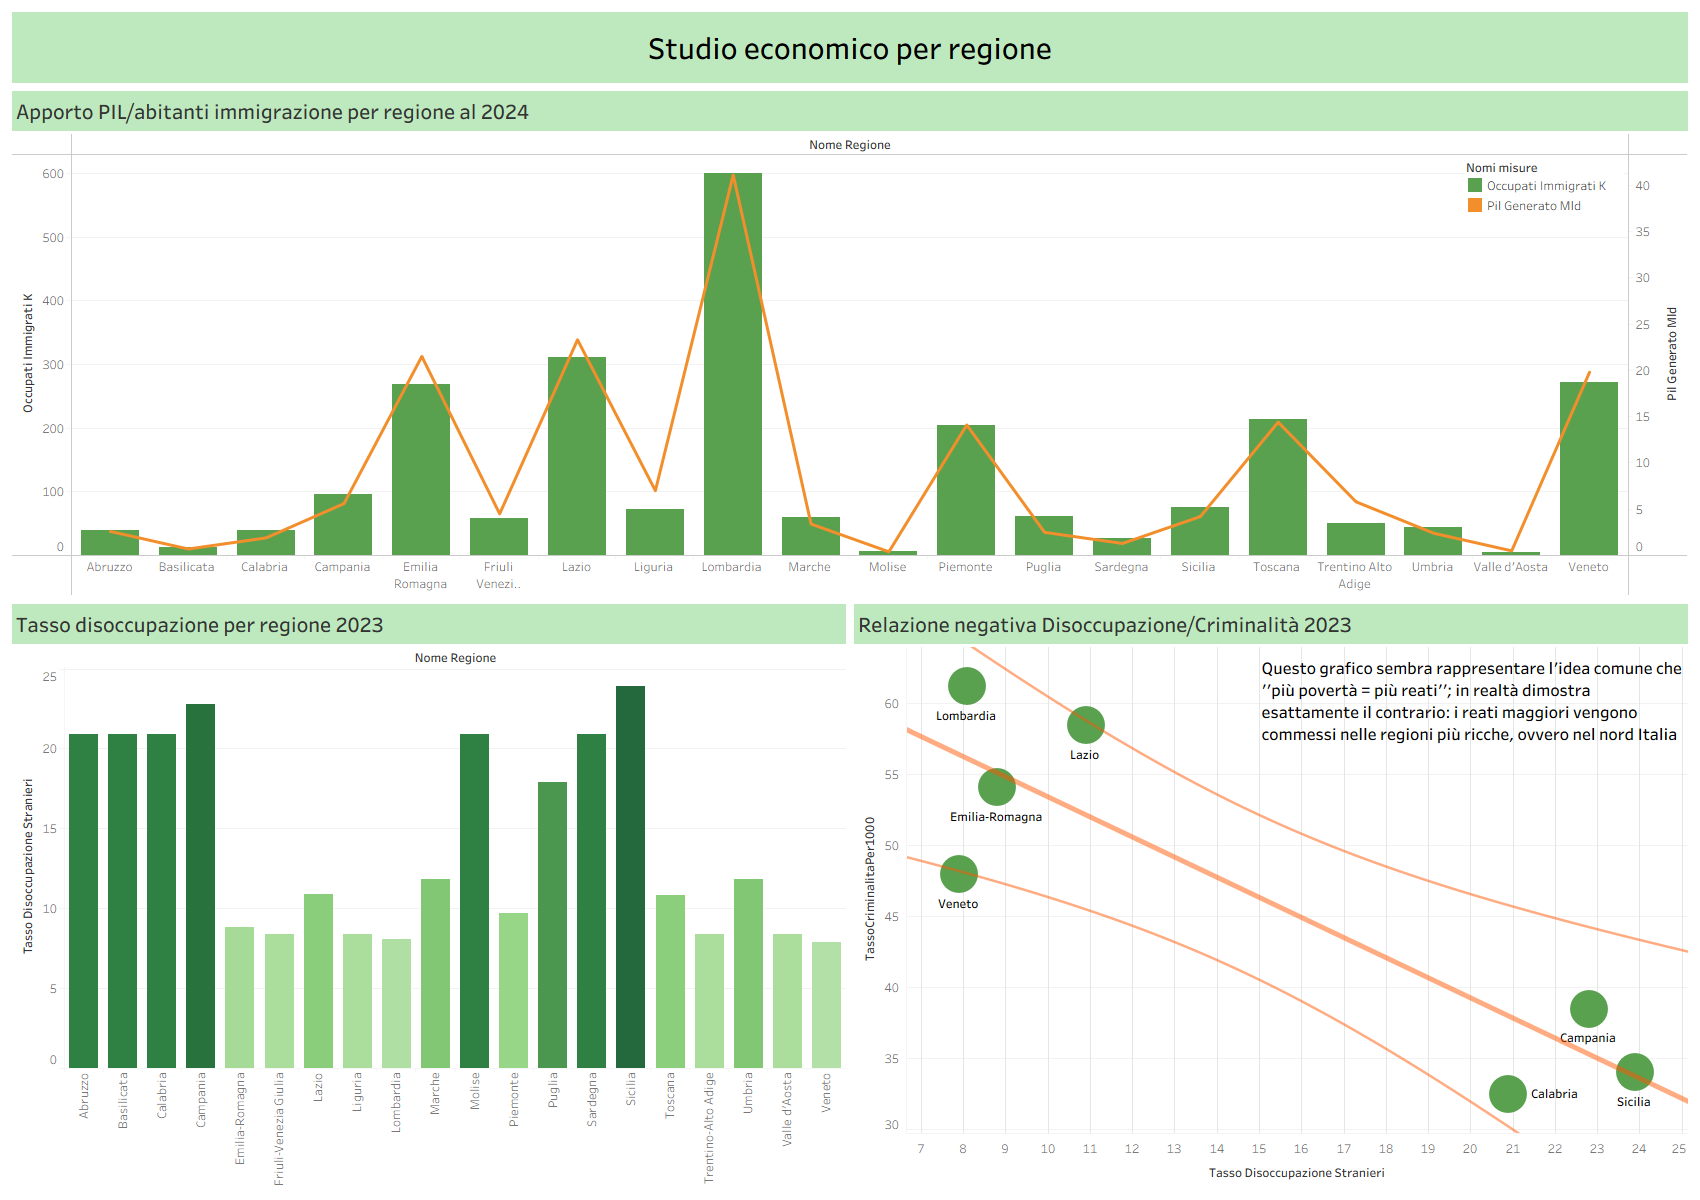 Studio economico per regione
Apporto PIL/abitanti immigrazione per regione al 2024
Nome Regione
Nomi misure
Occupati Immigrati K
Pil Generato Mld
Occupati Immigrati K
600
500
400
300
200
100
0
40
35
30
25
20
15
10
5
0
Pil Generato Mld
Abruzzo
Basilicata
Calabria
Campania
Emilia
Romagna
Friuli
Venezi..
Lazio
Liguria
Lombardia
Marche
Molise
Piemonte
Puglia
Sardegna
Sicilia
Toscana
Trentino Alto
Adige
Umbria
Valle d'Aosta
Veneto
Tasso disoccupazione per regione 2023
Nome Regione
Tasso Disoccupazione Stranieri
25
20
15
10
5
0
Abruzzo
Basilicata
Calabria
Campania
Emilia-Romagna
Friuli-Venezia Giulia
Lazio
Liguria
Lombardia
Marche
Molise
Piemonte
Puglia
Sardegna
Sicilia
Toscana
Trentino-Alto Adige
Umbria
Valle d'Aosta
Veneto
Relazione negativa Disoccupazione/Criminalità 2023
Questo grafico sembra rappresentare l'idea comune che
''più povertà = più reati''; in realtà dimostra
esattamente il contrario: i reati maggiori vengono
commessi nelle regioni più ricche, ovvero nel nord Italia
TassoCriminalitaPer1000
60
55
50
45
40
35
30
Lombardia
Lazio
Emilia-Romagna
Veneto
Campania
Calabria
Sicilia
7
8
9
10
11
12
13
14
15
16
17
18
19
20
21
22
23
24
25
Tasso Disoccupazione Stranieri